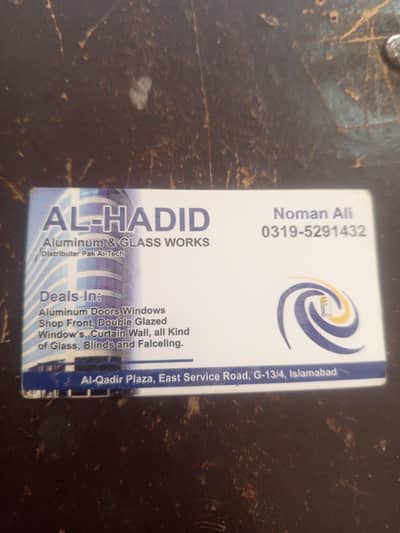 AL-HADID
Aluminum & GLASS WORKS
Distributer Pak Al-Tech
Noman Ali
0319-5291432
Deals In:
Aluminum Doors Windows
Shop Front, Double Glazed
Window's, Curtain Wall, all Kind
of Glass, Blinds and Falceling.
Al-Qadir Plaza, East Service Road, G-13/4, Islamabad